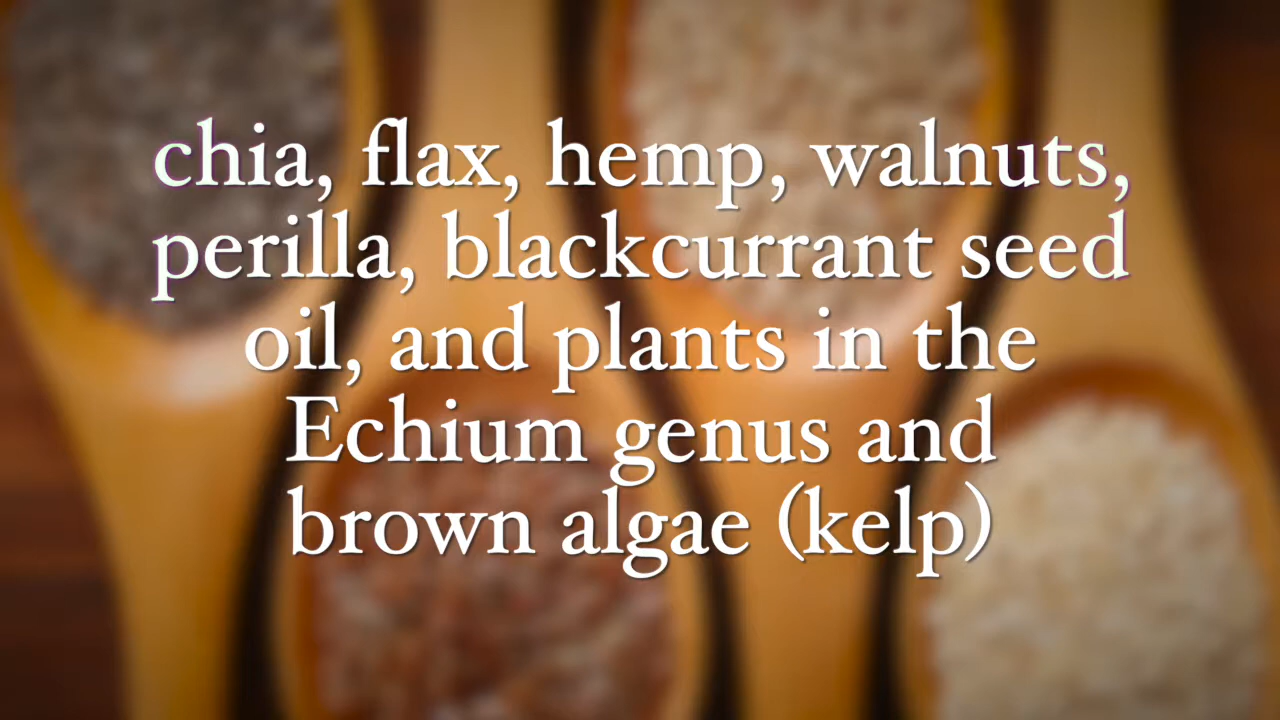 chia, flax, hemp, walnuts,
perilla, blackcurrant seed
oil, and plants in the
Echium genus and
brown algae (kelp)